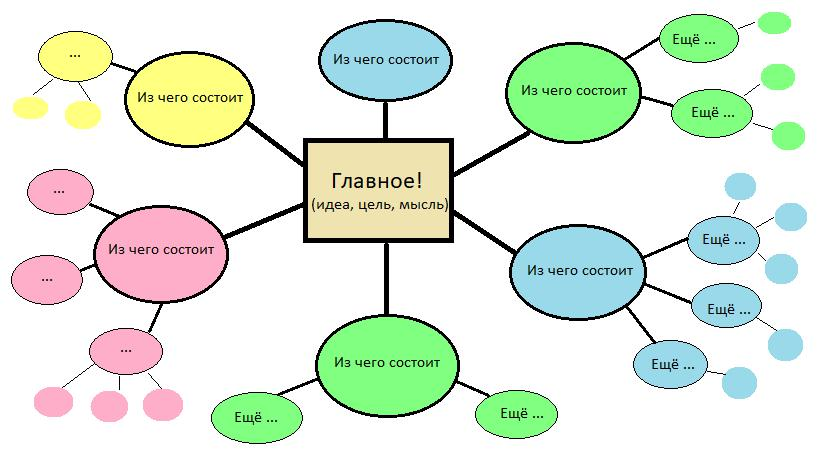 ...
Из чего состоит
Из чего состоит
Из чего состоит
Ещё ...
Ещё ...
Главное!
(идея, цель, мысль)
...
Из чего состоит
...
...
Из чего состоит
Ещё ...
Ещё ...
Ещё ...
Из чего состоит
Ещё ...
Ещё ...